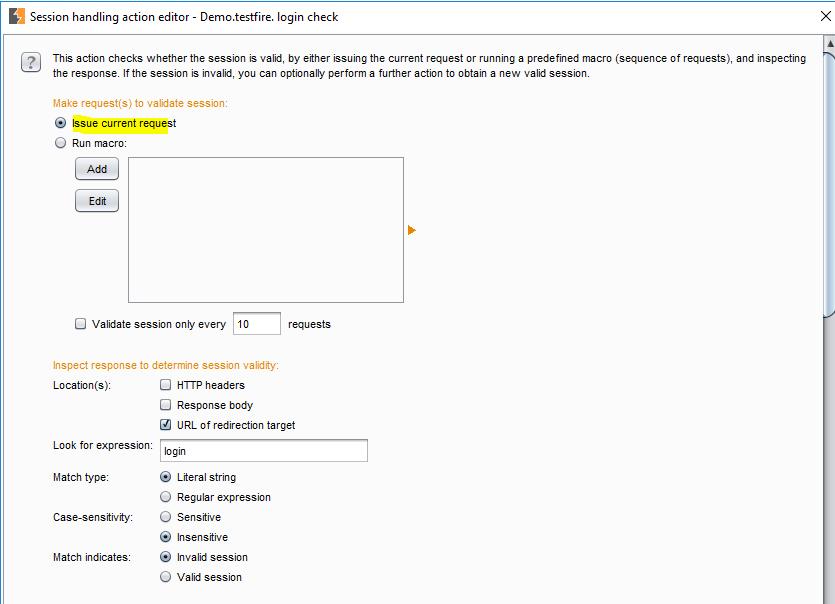 Session handling action editor - Demo.testfire. login check
?
This action checks whether the session is valid, by either issuing the current request or running a predefined macro (sequence of requests), and inspecting
the response. If the session is invalid, you can optionally perform a further action to obtain a new valid session.
Make request(s) to validate session:
Issue current request
Run macro:
Add
Edit
Validate session only every 10 requests
Inspect response to determine session validity:
Location(s): HTTP headers
Response body
URL of redirection target
Look for expression: login
Match type: Literal string
Regular expression
Case-sensitivity: Sensitive
Insensitive
Match indicates: Invalid session
Valid session